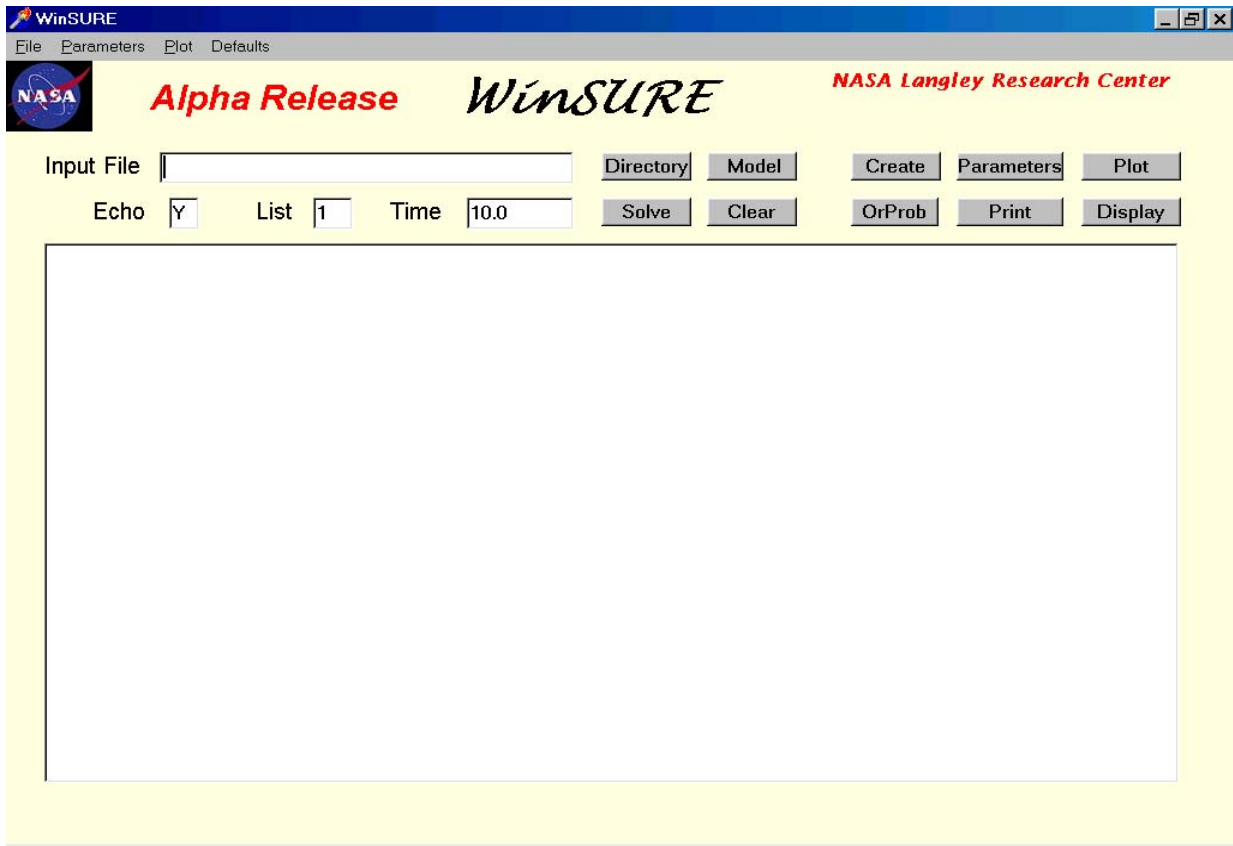 WinSURE
File Parameters Plot Defaults
NASA Alpha Release WinSURE NASA Langley Research Center
Input File Directory Model Create Parameters Plot
Echo Y List 1 Time 10.0 Solve Clear OrProb Print Display